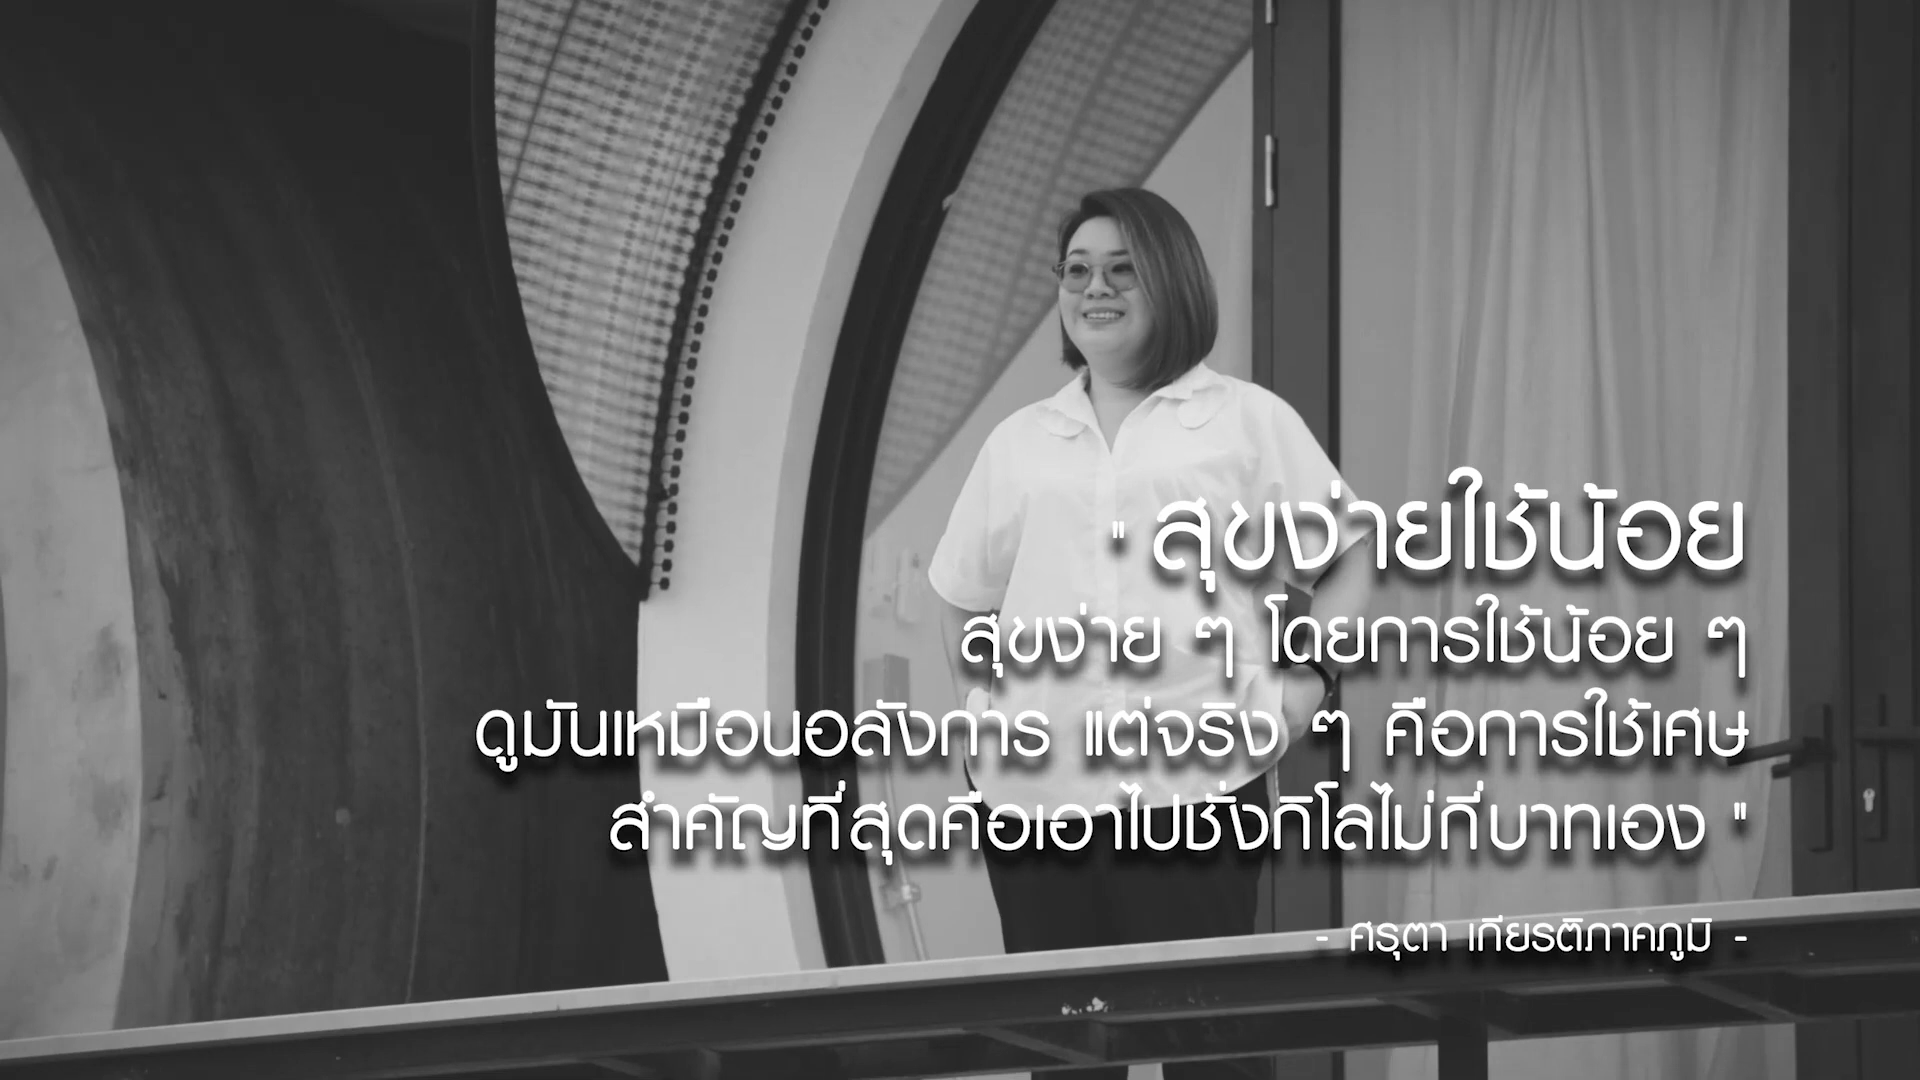 " สุขง่ายใช้น้อย
สุขง่าย ๆ โดยการใช้น้อย ๆ
ดูมันเหมือนอลังการ แต่จริง ๆ คือการใช้เศษ
สำคัญที่สุดคือเอาไปชั่งกิโลไม่กี่บาทเอง "
- ศรุตา เกียรติภาคภูมิ -